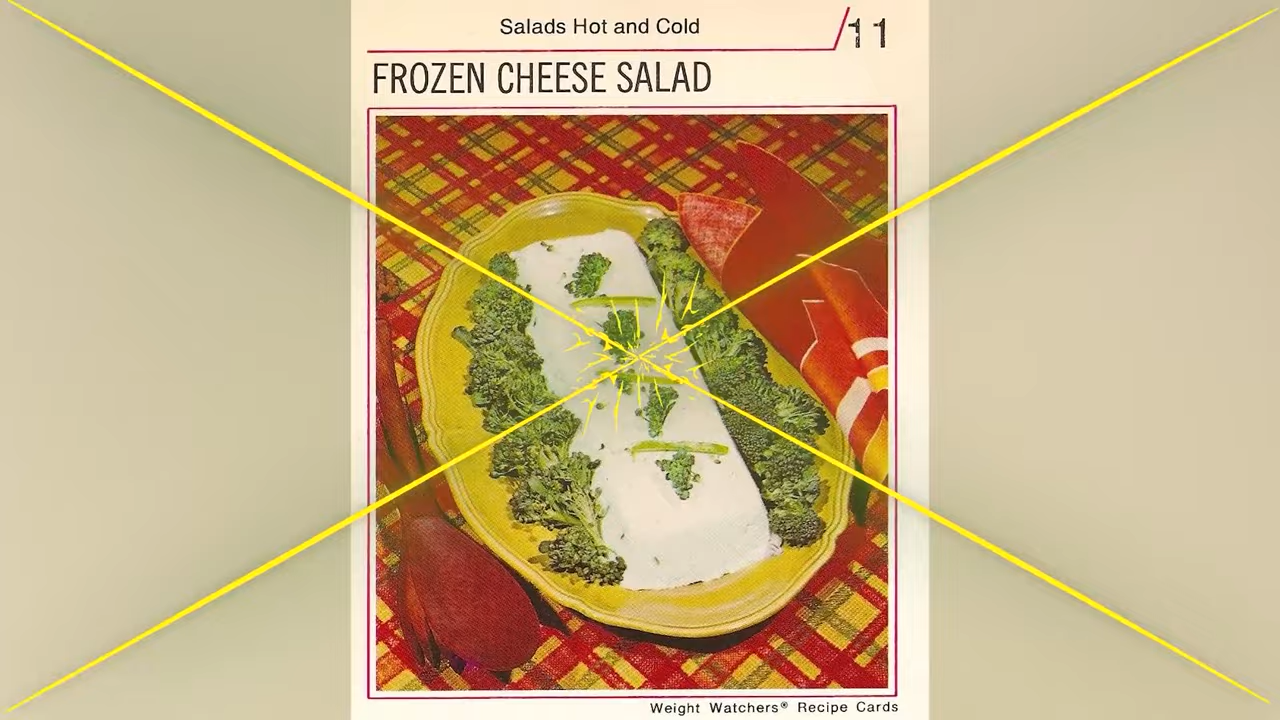 Salads Hot and Cold
/11
FROZEN CHEESE SALAD
Weight Watchers® Recipe Cards